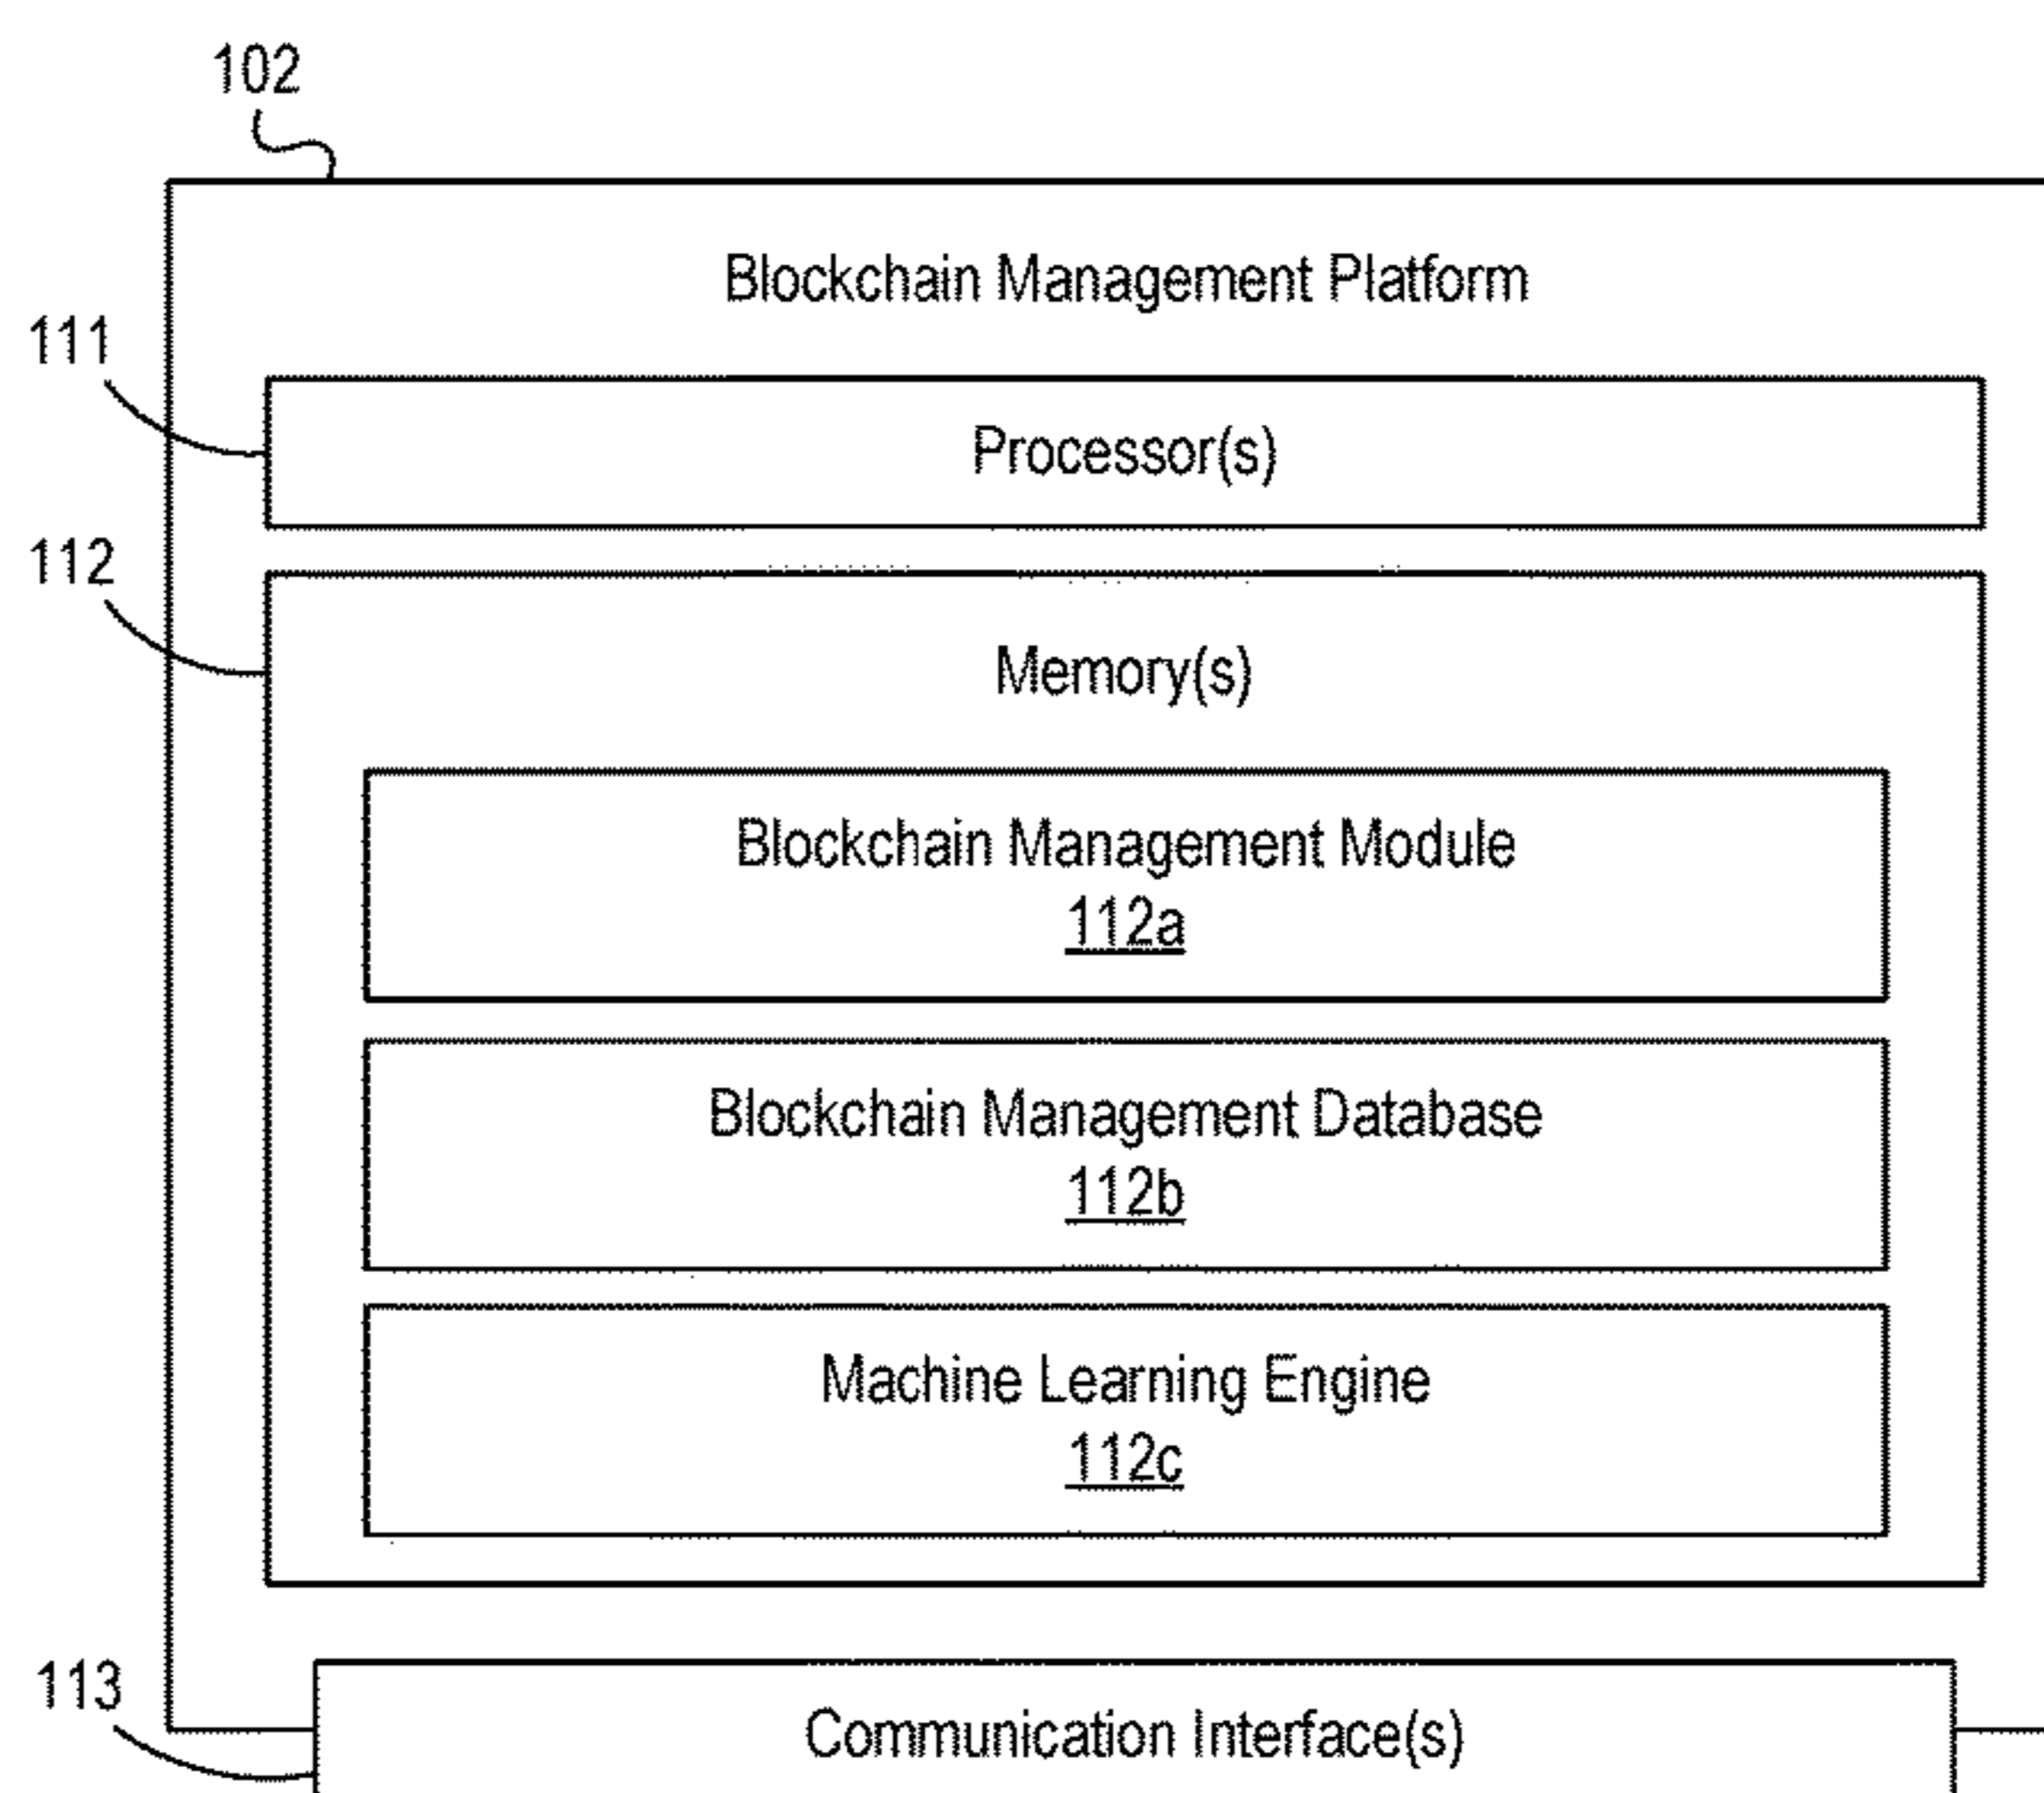 102
Blockchain Management Platform
111
Processor(s)
112
Memory(s)
Blockchain Management Module
112a
Blockchain Management Database
112b
Machine Learning Engine
112c
113
Communication Interface(s)